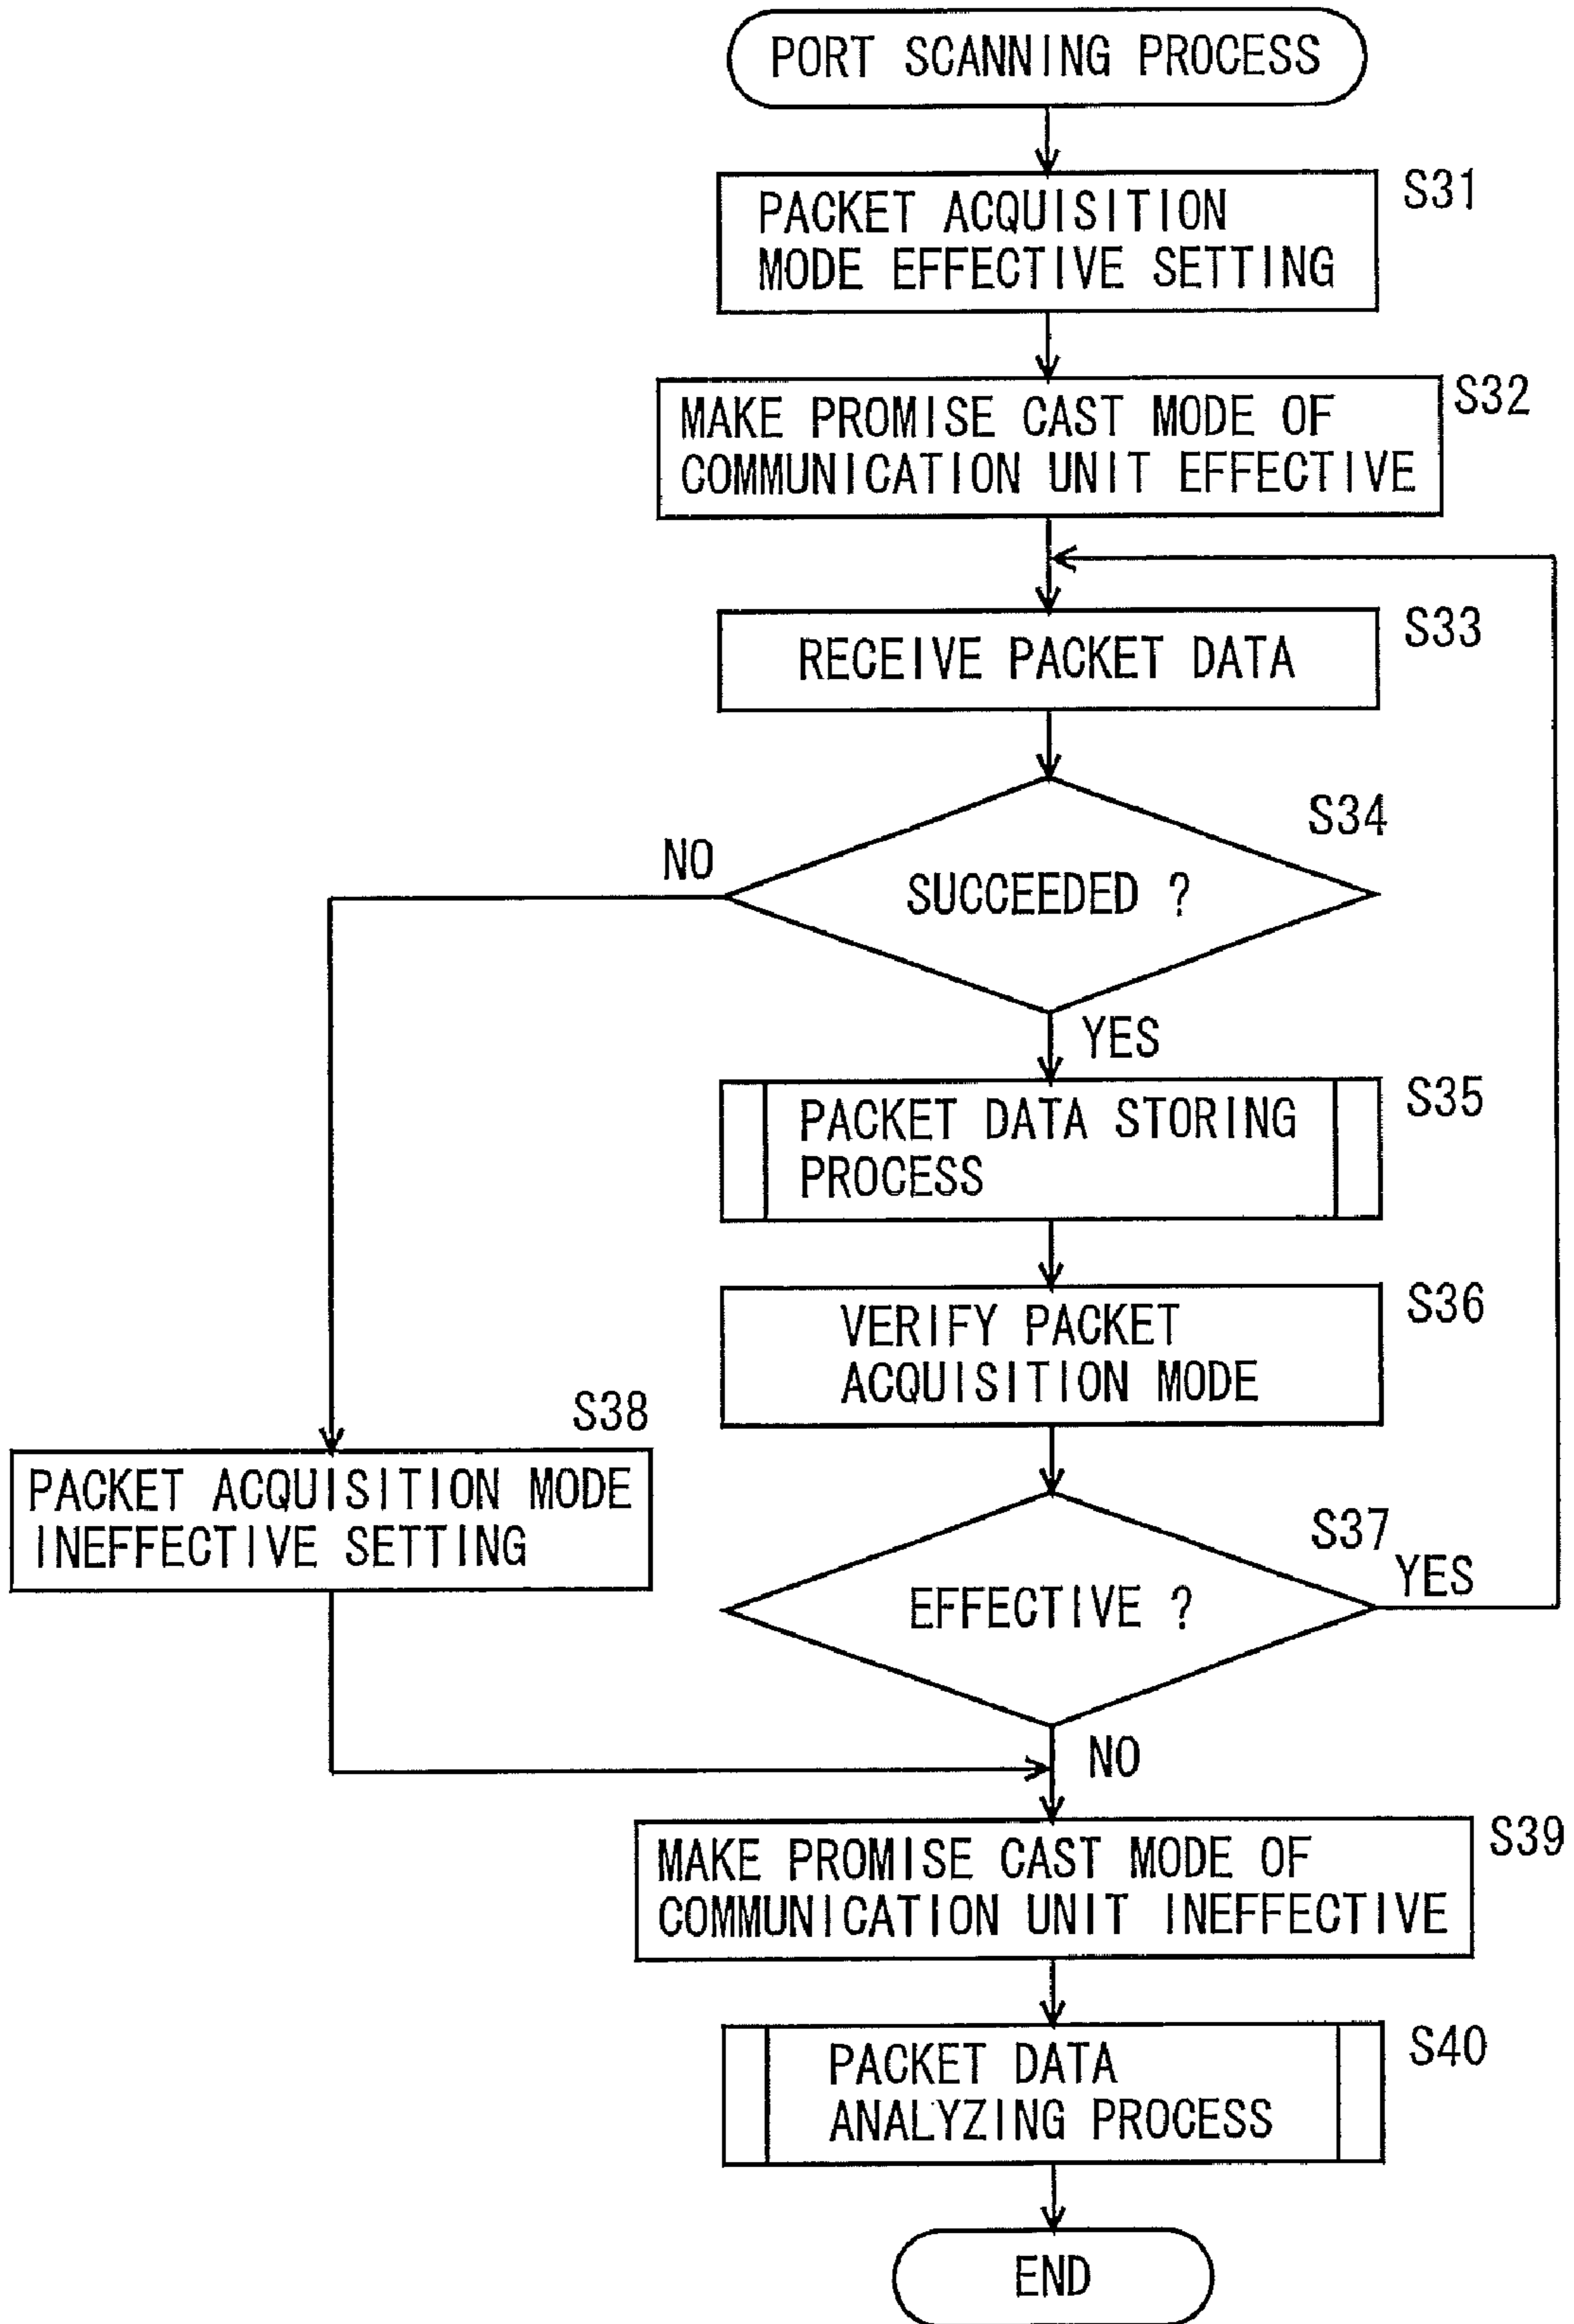 PORT SCANNING PROCESS
S31
PACKET ACQUISITION
MODE EFFECTIVE SETTING
S32
MAKE PROMISE CAST MODE OF
COMMUNICATION UNIT EFFECTIVE
S33
RECEIVE PACKET DATA
S34
NO
SUCCEEDED ?
YES
S35
PACKET DATA STORING
PROCESS
S36
VERIFY PACKET
ACQUISITION MODE
S38
PACKET ACQUISITION MODE
INEFFECTIVE SETTING
S37
YES
EFFECTIVE ?
NO
S39
MAKE PROMISE CAST MODE OF
COMMUNICATION UNIT INEFFECTIVE
S40
PACKET DATA
ANALYZING PROCESS
END